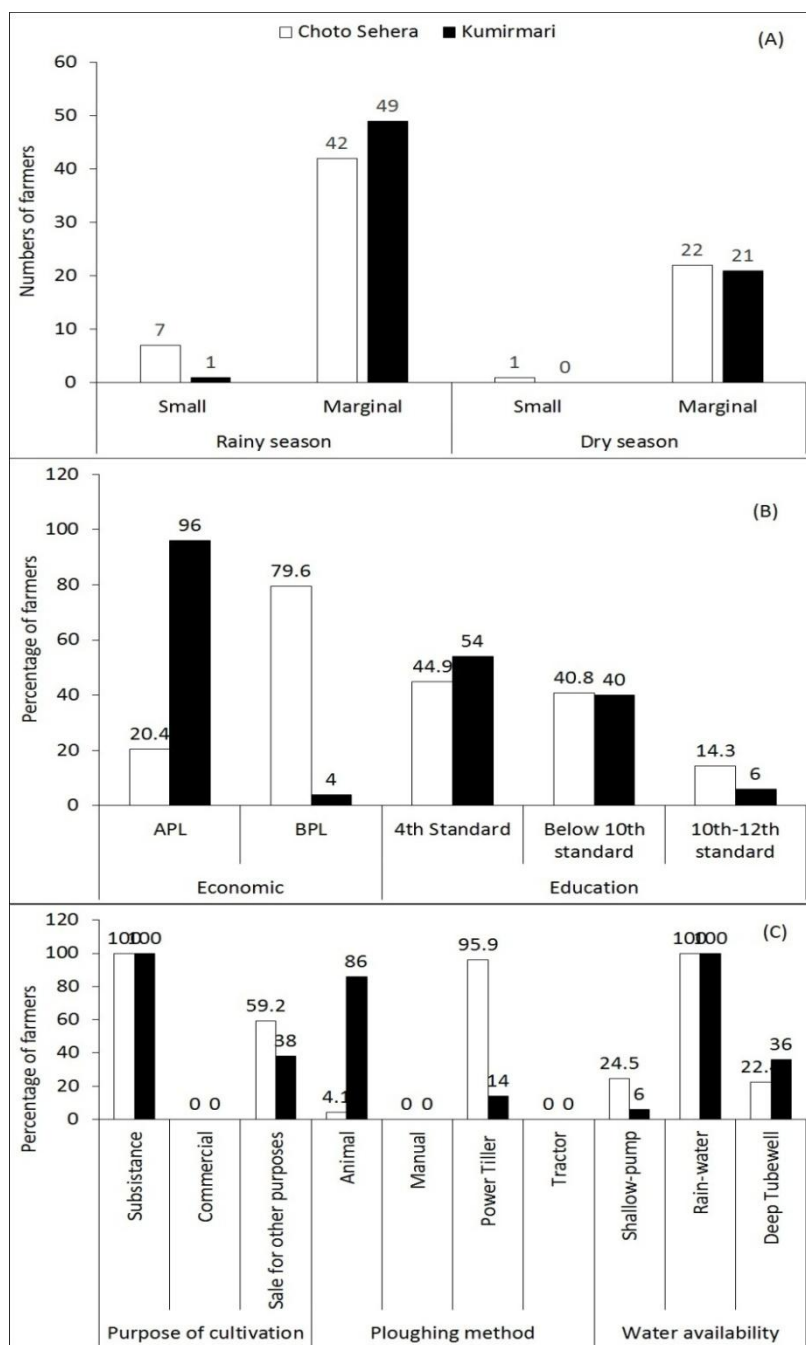 Choto Sehera Kumirmari
(A)
Numbers of farmers
60
50
40
30
20
10
0
7
1
42
49
1
0
22
21
Small Marginal Small Marginal
Rainy season Dry season
(B)
Percentage of farmers
120
100
80
60
40
20
0
20.4
96
79.6
4
44.9
54
40.8
40
14.3
6
APL BPL 4th Standard Below 10th standard 10th-12th standard
Economic Education
(C)
Percentage of farmers
120
100
80
60
40
20
0
100
100
0 0
59.2
38
4.1
86
0 0
95.9
14
0 0
24.5
6
100
100
36
Subsistance
Commercial
Sale for other purposes
Animal
Manual
Power Tiller
Tractor
Shallow-pump
Rain-water
Deep Tubewell
Purpose of cultivation Ploughing method Water availability